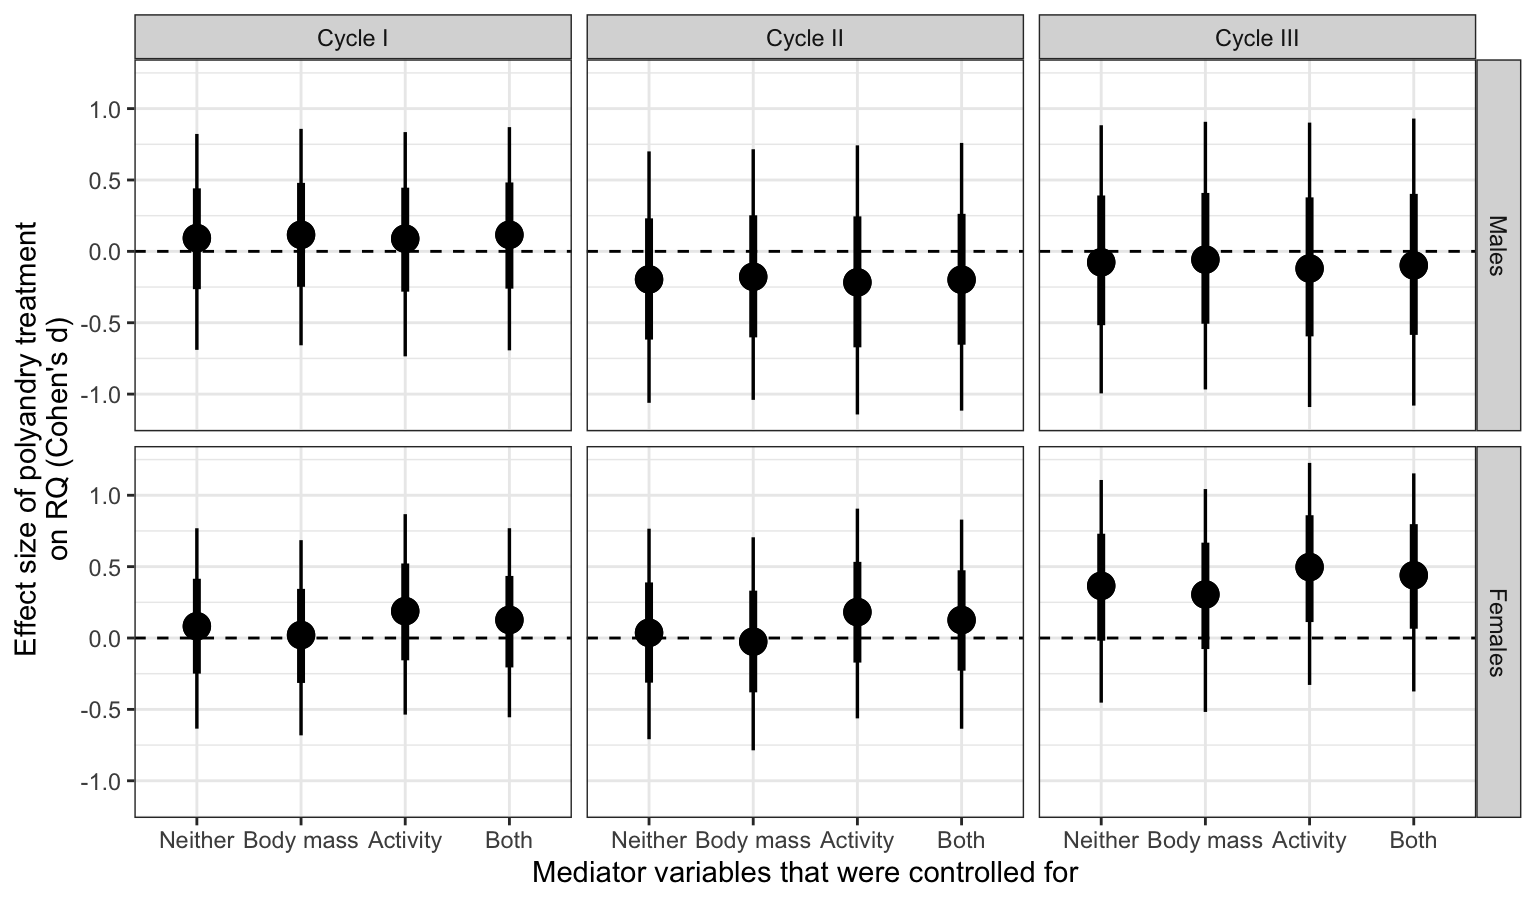 Cycle I
Cycle II
Cycle III
Effect size of polyandry treatment
on RQ (Cohen's d)
1.0
0.5
0.0
-0.5
-1.0
Males
1.0
0.5
0.0
-0.5
-1.0
Females
Neither Body mass Activity Both
Neither Body mass Activity Both
Neither Body mass Activity Both
Mediator variables that were controlled for